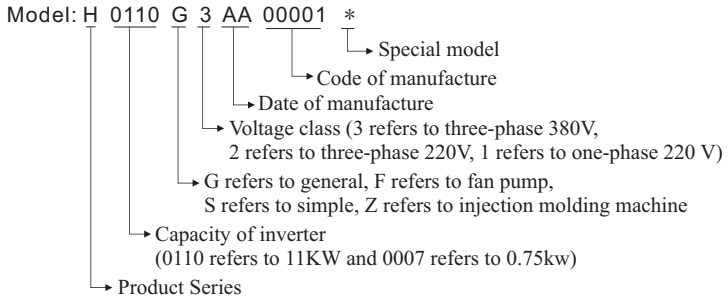 Model: H 0110 G 3 AA 00001 *
Special model
Code of manufacture
Date of manufacture
Voltage class (3 refers to three-phase 380V,
2 refers to three-phase 220V, 1 refers to one-phase 220 V)
G refers to general, F refers to fan pump,
S refers to simple, Z refers to injection molding machine
Capacity of inverter
(0110 refers to 11KW and 0007 refers to 0.75kw)
Product Series